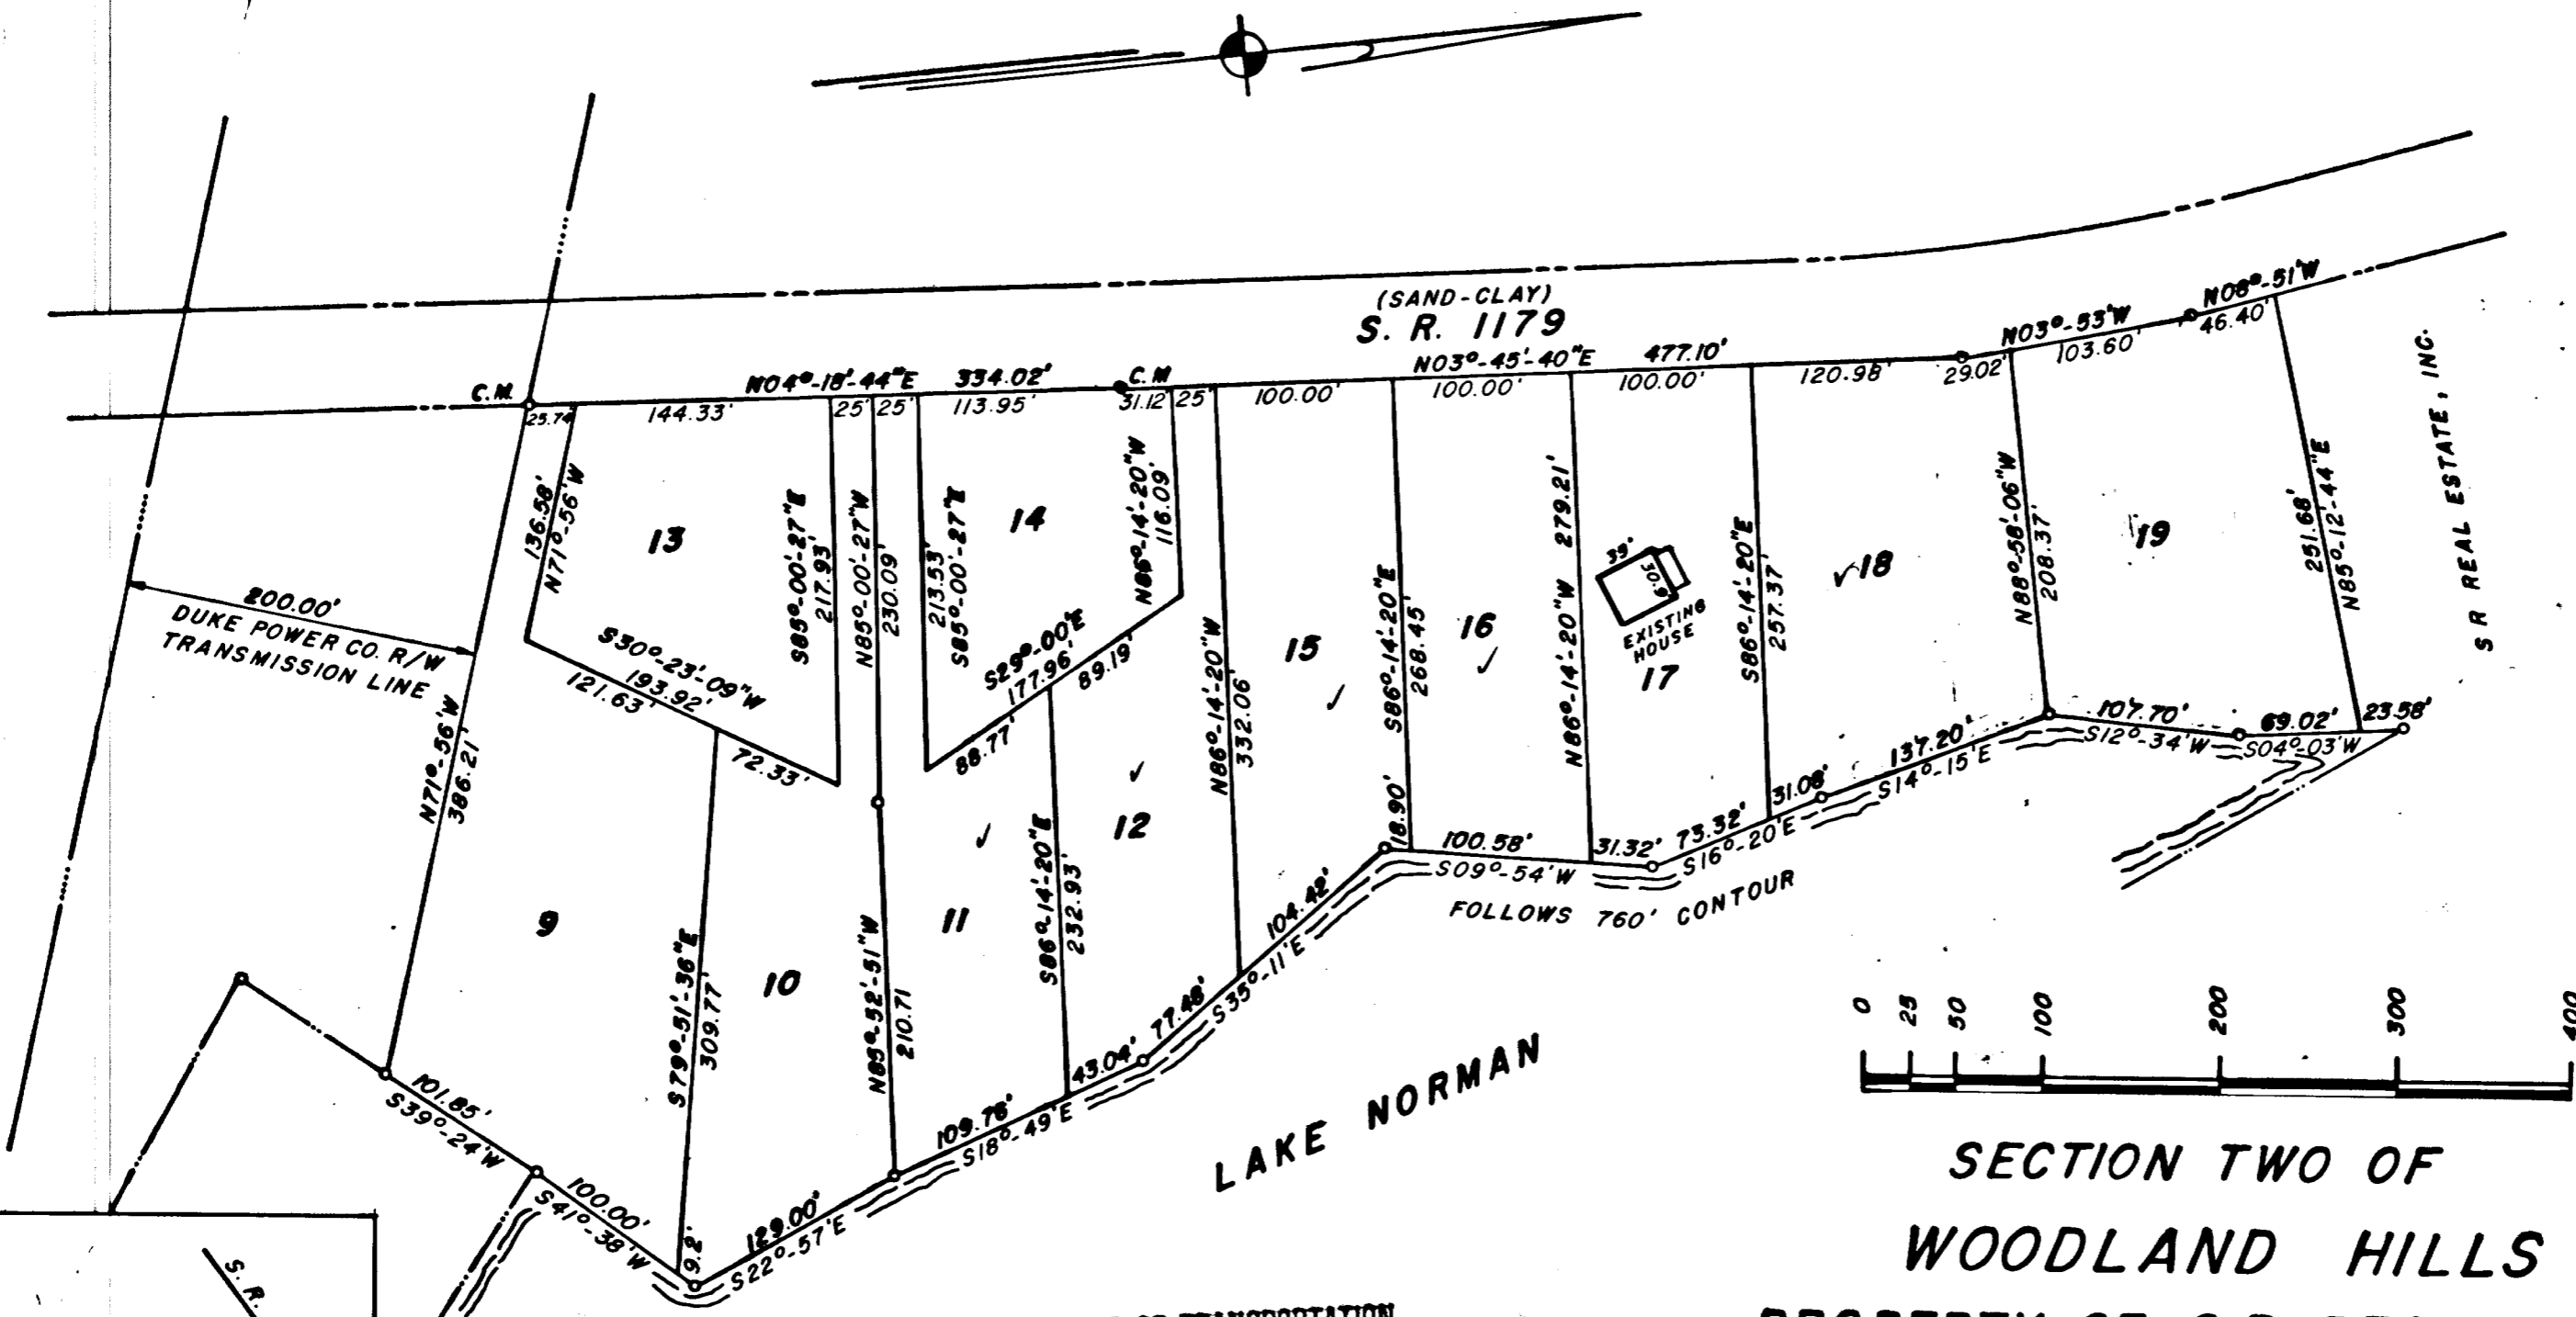 (SAND-CLAY)
S. R. 1179
C.M.
N04°-18'-44"E 334.02'
C.M
N03°-45'-40"E 477.10'
N03°-53'W
103.60'
N08°-51'W
46.40'
25.74
144.33'
25' 25'
113.95'
31.12 25'
100.00'
100.00'
100.00'
120.98'
29.02'
136.58'
N71°-56'W
13
S85°-00'-27"E
217.93'
N85°-00'-27"W
230.09'
213.53'
S85°-00'-27"E
14
N86°-14'-20"W
116.09'
S29°-00'E
177.96'
89.19'
88.77'
S30°-23'-09"W
193.92'
121.63'
72.33'
200.00'
DUKE POWER CO. R/W
TRANSMISSION LINE
N71°-56'W
386.21'
9
S79°-51'-36"E
309.77'
10
N85°-52'-51"W
210.71
11
S86°-14'-20"E
232.93'
12
N86°-14'-20"W
332.06'
15
S86°-14'-20"E
268.45'
16
N86°-14'-20"W 279.21'
39'
30.9
EXISTING
HOUSE
17
S86°-14'-20"E
257.37'
18
N88°-58'-06"W
208.37'
19
251.68'
N85°-12'-44"E
S R REAL ESTATE, INC.
101.85'
S39°-24'W
100.00'
S41°-38'W
9.2'
129.00'
S22°-57'E
109.76'
S18°-49'E
43.04'
77.48'
S35°-11'E
104.42'
18.90'
100.58'
S09°-54'W
31.32'
73.32'
S16°-20'E
31.08'
137.20'
S14°-15'E
107.70'
S12°-34'W
69.02'
S04°-03'W
23.58'
FOLLOWS 760' CONTOUR
LAKE NORMAN
0 25 50 100 200 300 400
SECTION TWO OF
WOODLAND HILLS
S. R.